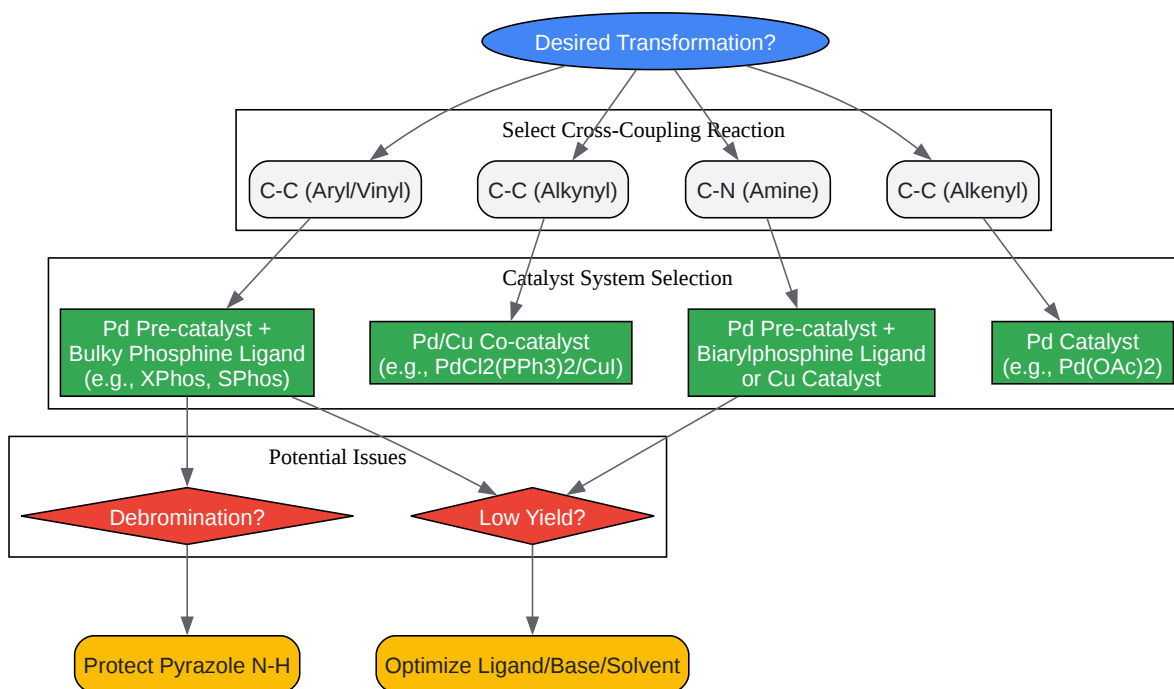 Desired Transformation?
Select Cross-Coupling Reaction
C-C (Aryl/Vinyl)
C-C (Alkynyl)
C-N (Amine)
C-C (Alkenyl)
Catalyst System Selection
Pd Pre-catalyst +
Bulky Phosphine Ligand
(e.g., XPhos, SPhos)
Pd/Cu Co-catalyst
(e.g., PdCl2(PPh3)2/CuI)
Pd Pre-catalyst +
Biarylphosphine Ligand
or Cu Catalyst
Pd Catalyst
(e.g., Pd(OAc)2)
Potential Issues
Debromination?
Low Yield?
Protect Pyrazole N-H
Optimize Ligand/Base/Solvent